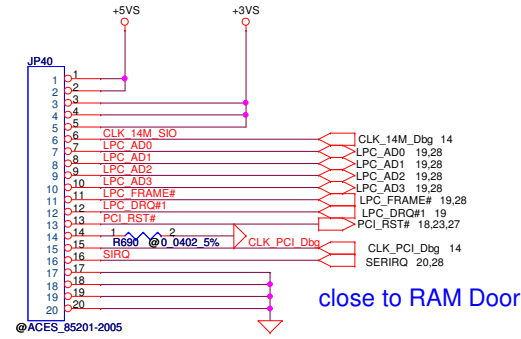 +5VS +3VS
JP40
1 1
2 2
3 3
4 4
5 5
6 6 CLK_14M_SIO CLK_14M_Dbg 14
7 7 LPC_AD0 LPC_AD0 19,28
8 8 LPC_AD1 LPC_AD1 19,28
9 9 LPC_AD2 LPC_AD2 19,28
10 10 LPC_AD3 LPC_AD3 19,28
11 11 LPC_FRAME# LPC_FRAME# 19,28
12 12 LPC_DRQ#1 LPC_DRQ#1 19
13 13 PCI_RST# PCI_RST# 18,23,27
14 14 1 2
R690 @0_0402_5%
15 15 CLK_PCI_Dbg CLK_PCI_Dbg 14
16 16 SIRQ SERIRQ 20,28
17 17
18 18
19 19
20 20
close to RAM Door
@ACES_85201-2005